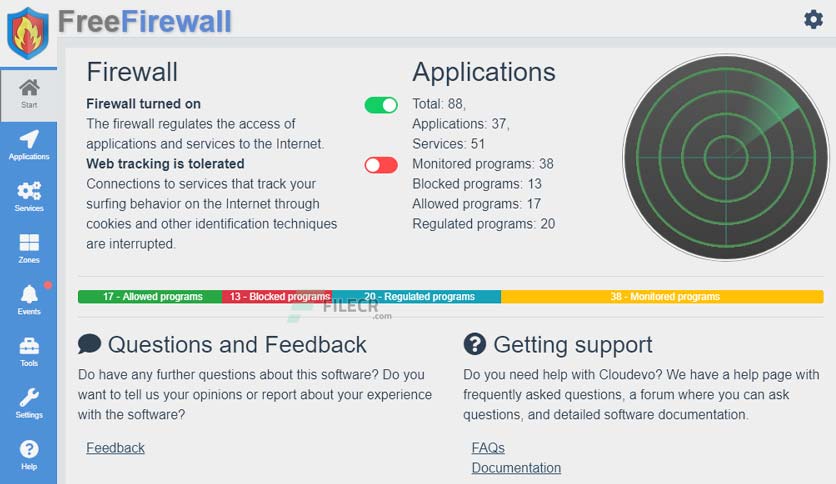 FreeFirewall
Start
Applications
Services
Zones
Events
Tools
Settings
Help
Firewall
Firewall turned on
The firewall regulates the access of
applications and services to the Internet.
Web tracking is tolerated
Connections to services that track your
surfing behavior on the Internet through
cookies and other identification techniques
are interrupted.
Applications
Total: 88,
Applications: 37,
Services: 51
Monitored programs: 38
Blocked programs: 13
Allowed programs: 17
Regulated programs: 20
17 - Allowed programs
13 - Blocked programs
20 - Regulated programs
38 - Monitored programs
FILECR
.com
Questions and Feedback
Do have any further questions about this software? Do you
want to tell us your opinions or report about your experience
with the software?
Feedback
Getting support
Do you need help with Cloudevo? We have a help page with
frequently asked questions, a forum where you can ask
questions, and detailed software documentation.
FAQs
Documentation